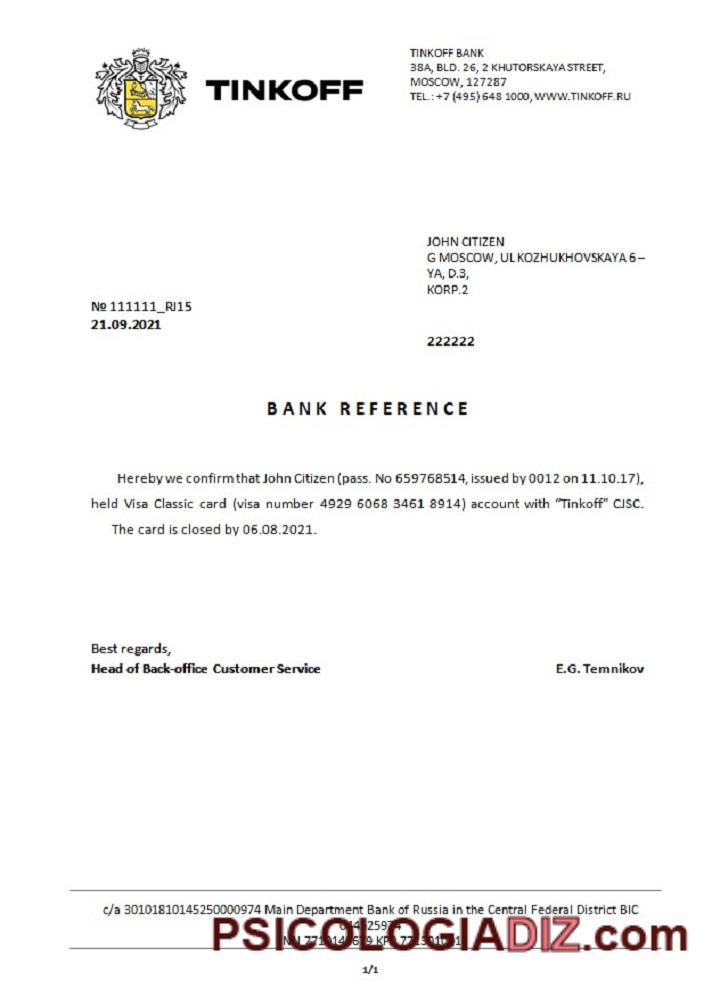 TINKOFF
TINKOFF BANK
38A, BLD. 26, 2 KHUTORSKAYA STREET,
MOSCOW, 127287
TEL.: +7 (495) 648 1000, WWW.TINKOFF.RU
JOHN CITIZEN
G MOSCOW, UL KOZHUKHOVSKAYA 6 –
YA, D.3,
KORP.2
№ 111111_RJ15
21.09.2021
222222
BANK REFERENCE
Hereby we confirm that John Citizen (pass. No 659768514, issued by 0012 on 11.10.17),
held Visa Classic card (visa number 4929 6068 3461 8914) account with “Tinkoff” CJSC.
The card is closed by 06.08.2021.
Best regards,
Head of Back-office Customer Service
E.G. Temnikov
c/a 30101810145250000974 Main Department Bank of Russia in the Central Federal District BIC
PSICOLOGIADIZ.com
1/1